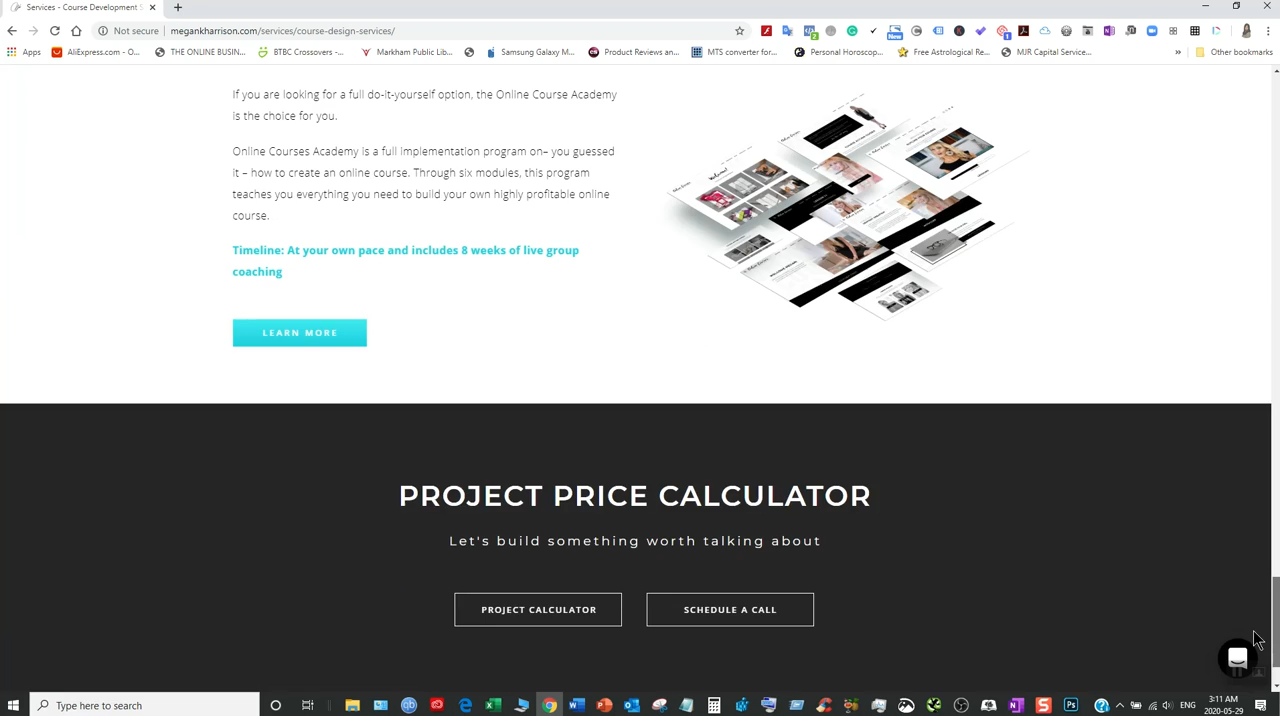 Services - Course Development S
Not secure | megankharrison.com/services/course-design-services/
New
2
1
Apps
AliExpress.com - O...
THE ONLINE BUSIN...
BTBC Crossovers -...
Markham Public Lib...
Samsung Galaxy M...
Product Reviews an...
MTS converter for...
Personal Horoscop...
Free Astrological Re...
MJR Capital Service...
»
Other bookmarks
If you are looking for a full do-it-yourself option, the Online Course Academy
is the choice for you.
Online Courses Academy is a full implementation program on– you guessed
it – how to create an online course. Through six modules, this program
teaches you everything you need to build your own highly profitable online
course.
Timeline: At your own pace and includes 8 weeks of live group
coaching
LEARN MORE
PROJECT PRICE CALCULATOR
Let's build something worth talking about
PROJECT CALCULATOR
SCHEDULE A CALL
Type here to search
ENG
3:11 AM
2020-05-29